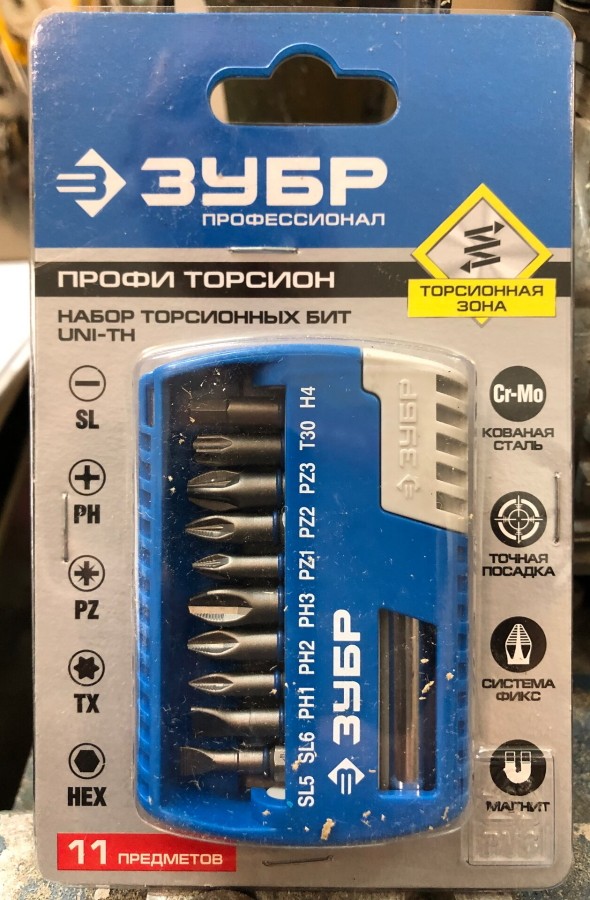 ЗУБР
ПРОФЕССИОНАЛ
ПРОФИ ТОРСИОН
ТОРСИОННАЯ
ЗОНА
НАБОР ТОРСИОННЫХ БИТ
UNI-TH
SL
PH
PZ
TX
HEX
SL5 SL6 PH1 PH2 PH3 PZ1 PZ2 PZ3 T30 H4
ЗУБР
ЗУБР
Cr-Mo
КОВАНАЯ
СТАЛЬ
ТОЧНАЯ
ПОСАДКА
СИСТЕМА
ФИКС
МАГНИТ
11 ПРЕДМЕТОВ